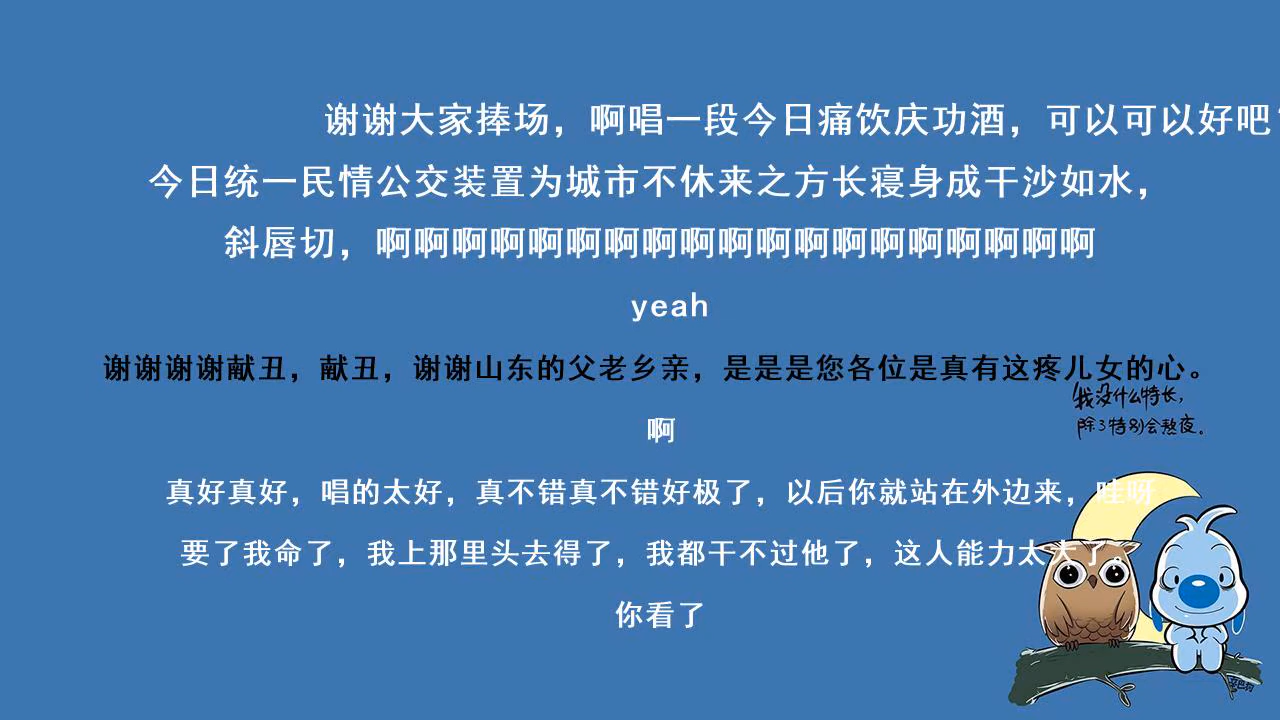 谢谢大家捧场，啊唱一段今日痛饮庆功酒，可以可以好吧
今日统一民情公交装置为城市不休来之方长寝身成干沙如水，
斜唇切，啊啊啊啊啊啊啊啊啊啊啊啊啊啊啊啊啊啊啊
yeah
谢谢谢谢献丑，献丑，谢谢山东的父老乡亲，是是是您各位是真有这疼儿女的心。
我没什么特长，
除了特别会熬夜。
啊
真好真好，唱的太好，真不错真不错好极了，以后你就站在外边来，哇呀
要了我命了，我上那里头去得了，我都干不过他了，这人能力太大了。
你看了